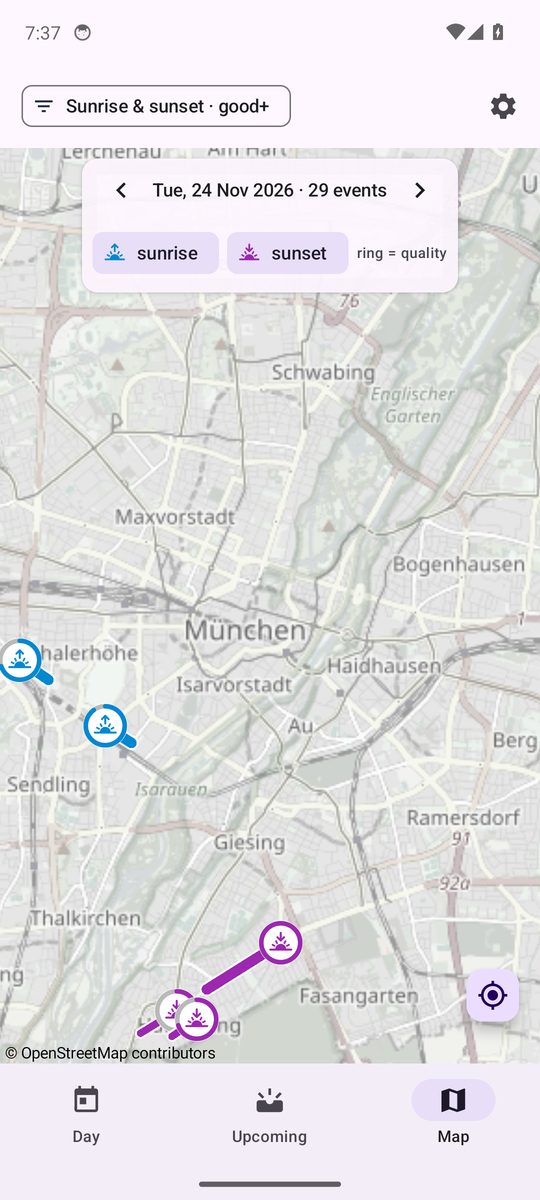 7:37
Sunrise & sunset · good+
Lerchenau
Am Hart
Tue, 24 Nov 2026 · 29 events
sunrise
sunset
ring = quality
76
Schwabing
Englischer
Garten
Maxvorstadt
Bogenhausen
München
halerhöhe
Haidhausen
Isarvorstadt
Au
Berg
Sendling
Isarauen
Ramersdorf
Giesing
91
92a
Thalkirchen
ng
Fasangarten
ng
© OpenStreetMap contributors
Day
Upcoming
Map